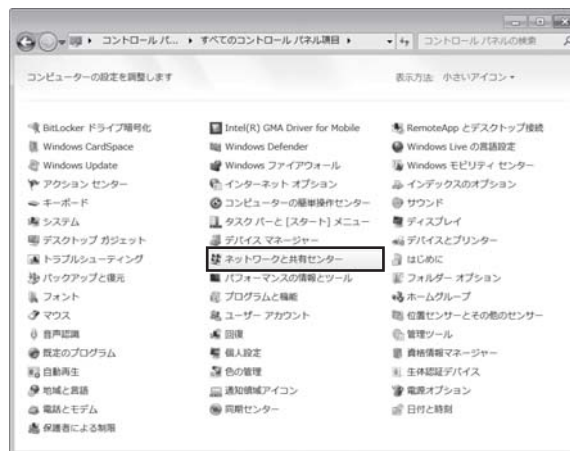 コントロール パ... ▸ すべてのコントロール パネル項目 ▸
コントロール パネルの検索
コンピューターの設定を調整します
表示方法: 小さいアイコン
BitLocker ドライブ暗号化
Intel(R) GMA Driver for Mobile
RemoteApp とデスクトップ接続
Windows CardSpace
Windows Defender
Windows Live の言語設定
Windows Update
Windows ファイアウォール
Windows モビリティ センター
アクション センター
インターネット オプション
インデックスのオプション
キーボード
コンピューターの簡単操作センター
サウンド
システム
タスク バーと [スタート] メニュー
ディスプレイ
デスクトップ ガジェット
デバイス マネージャー
デバイスとプリンター
トラブルシューティング
ネットワークと共有センター
はじめに
バックアップと復元
パフォーマンスの情報とツール
フォルダー オプション
フォント
プログラムと機能
ホームグループ
マウス
ユーザー アカウント
位置センサーとその他のセンサー
音声認識
回復
管理ツール
既定のプログラム
個人設定
資格情報マネージャー
自動再生
色の管理
生体認証デバイス
地域と言語
通知領域アイコン
電源オプション
電話とモデム
同期センター
日付と時刻
保護者による制限